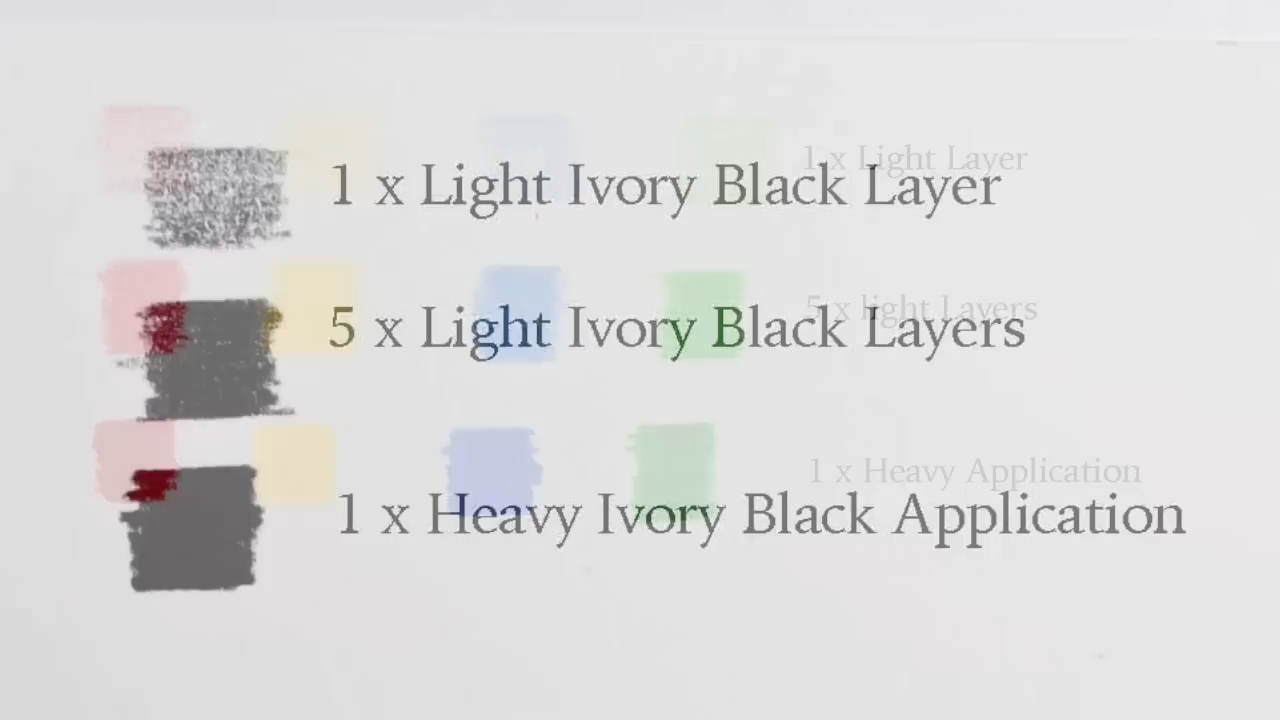 1 x Light Layer
1 x Light Ivory Black Layer
5 x light Layers
5 x Light Ivory Black Layers
1 x Heavy Application
1 x Heavy Ivory Black Application